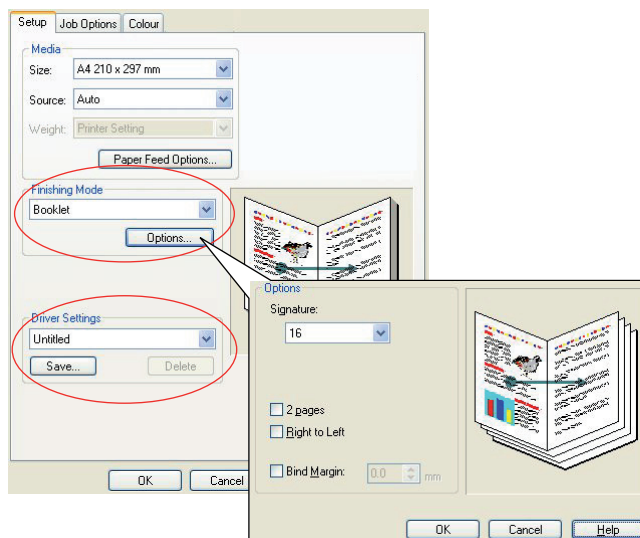 Setup
Job Options
Colour
Media
Size: A4 210 x 297 mm
Source: Auto
Weight: Printer Setting
Paper Feed Options...
Finishing Mode
Booklet
Options...
Driver Settings
Untitled
Save... Delete
OK Cancel
Options
Signature:
16
2 pages
Right to Left
Bind Margin: 0.0 mm
OK Cancel Help